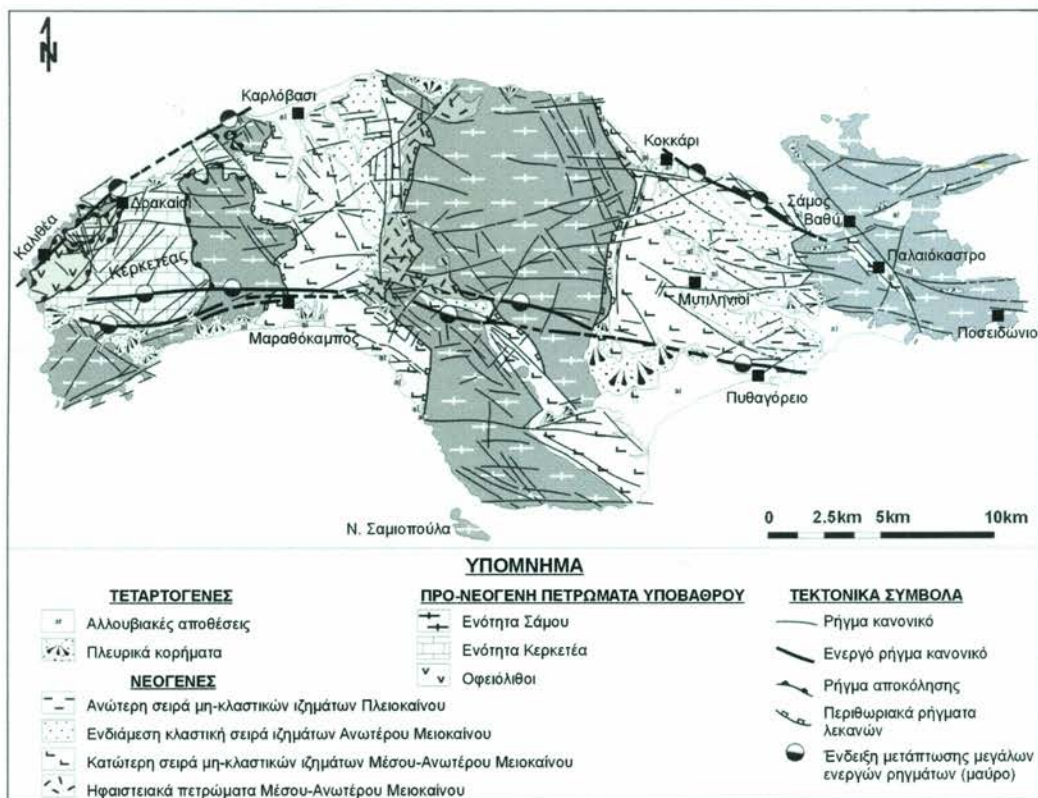 N
Καρλόβασι
Κοκκάρι
Δρακαίοι
Σάμος
Βαθύ
Καλιθέα
Κερκετέας
Παλαιόκαστρο
Μυτιληνιοί
Μαραθόκαμπος
Ποσειδώνιο
Πυθαγόρειο
Ν. Σαμιοπούλα
0 2.5km 5km 10km
ΥΠΟΜΝΗΜΑ
ΤΕΤΑΡΤΟΓΕΝΕΣ
Αλλουβιακές αποθέσεις
Πλευρικά κορήματα
ΝΕΟΓΕΝΕΣ
Ανώτερη σειρά μη-κλαστικών ιζημάτων Πλειοκαίνου
Ενδιάμεση κλαστική σειρά ιζημάτων Ανωτέρου Μειοκαίνου
Κατώτερη σειρά μη-κλαστικών ιζημάτων Μέσου-Ανωτέρου Μειοκαίνου
Ηφαιστειακά πετρώματα Μέσου-Ανωτέρου Μειοκαίνου
ΠΡΟ-ΝΕΟΓΕΝΗ ΠΕΤΡΩΜΑΤΑ ΥΠΟΒΑΘΡΟΥ
Ενότητα Σάμου
Ενότητα Κερκετέα
Οφειόλιθοι
ΤΕΚΤΟΝΙΚΑ ΣΥΜΒΟΛΑ
Ρήγμα κανονικό
Ενεργό ρήγμα κανονικό
Ρήγμα αποκόλησης
Περιθωριακά ρήγματα
λεκανών
Ένδειξη μετάπτωσης μεγάλων
ενεργών ρηγμάτων (μαύρο)